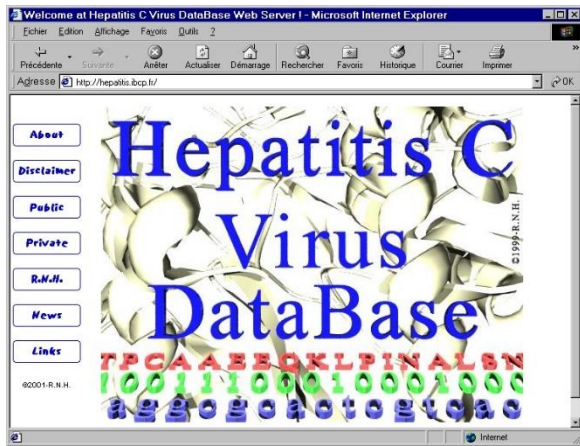 Welcome at Hepatitis C Virus DataBase Web Server ! - Microsoft Internet Explorer
Fichier Edition Affichage Favoris Outils ?
Précédente Suivante Arrêter Actualiser Démarrage Rechercher Favoris Historique Courrier Imprimer »
Adresse http://hepatitis.ibcp.fr/ OK
About
Disclaimer
Public
Private
R.N.H.
News
Links
©2001-R.N.H.
Hepatitis C
Virus
DataBase
©1999-R.N.H.
TPCAAEEQKLPINALSN
Internet